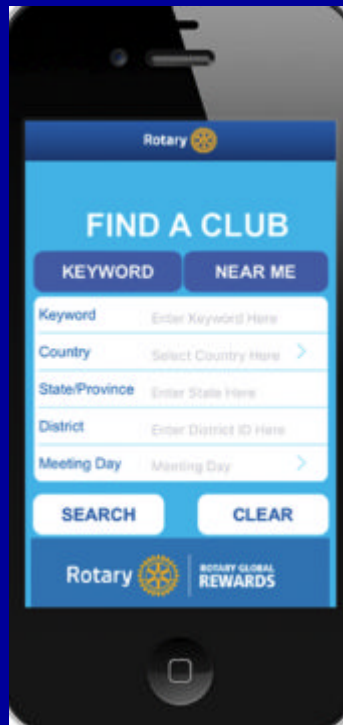 Rotary
FIND A CLUB
KEYWORD NEAR ME
Keyword Enter Keyword Here
Country Select Country Here
State/Province Enter State Here
District Enter District ID Here
Meeting Day Meeting Day
SEARCH CLEAR
Rotary ROTARY GLOBAL
REWARDS